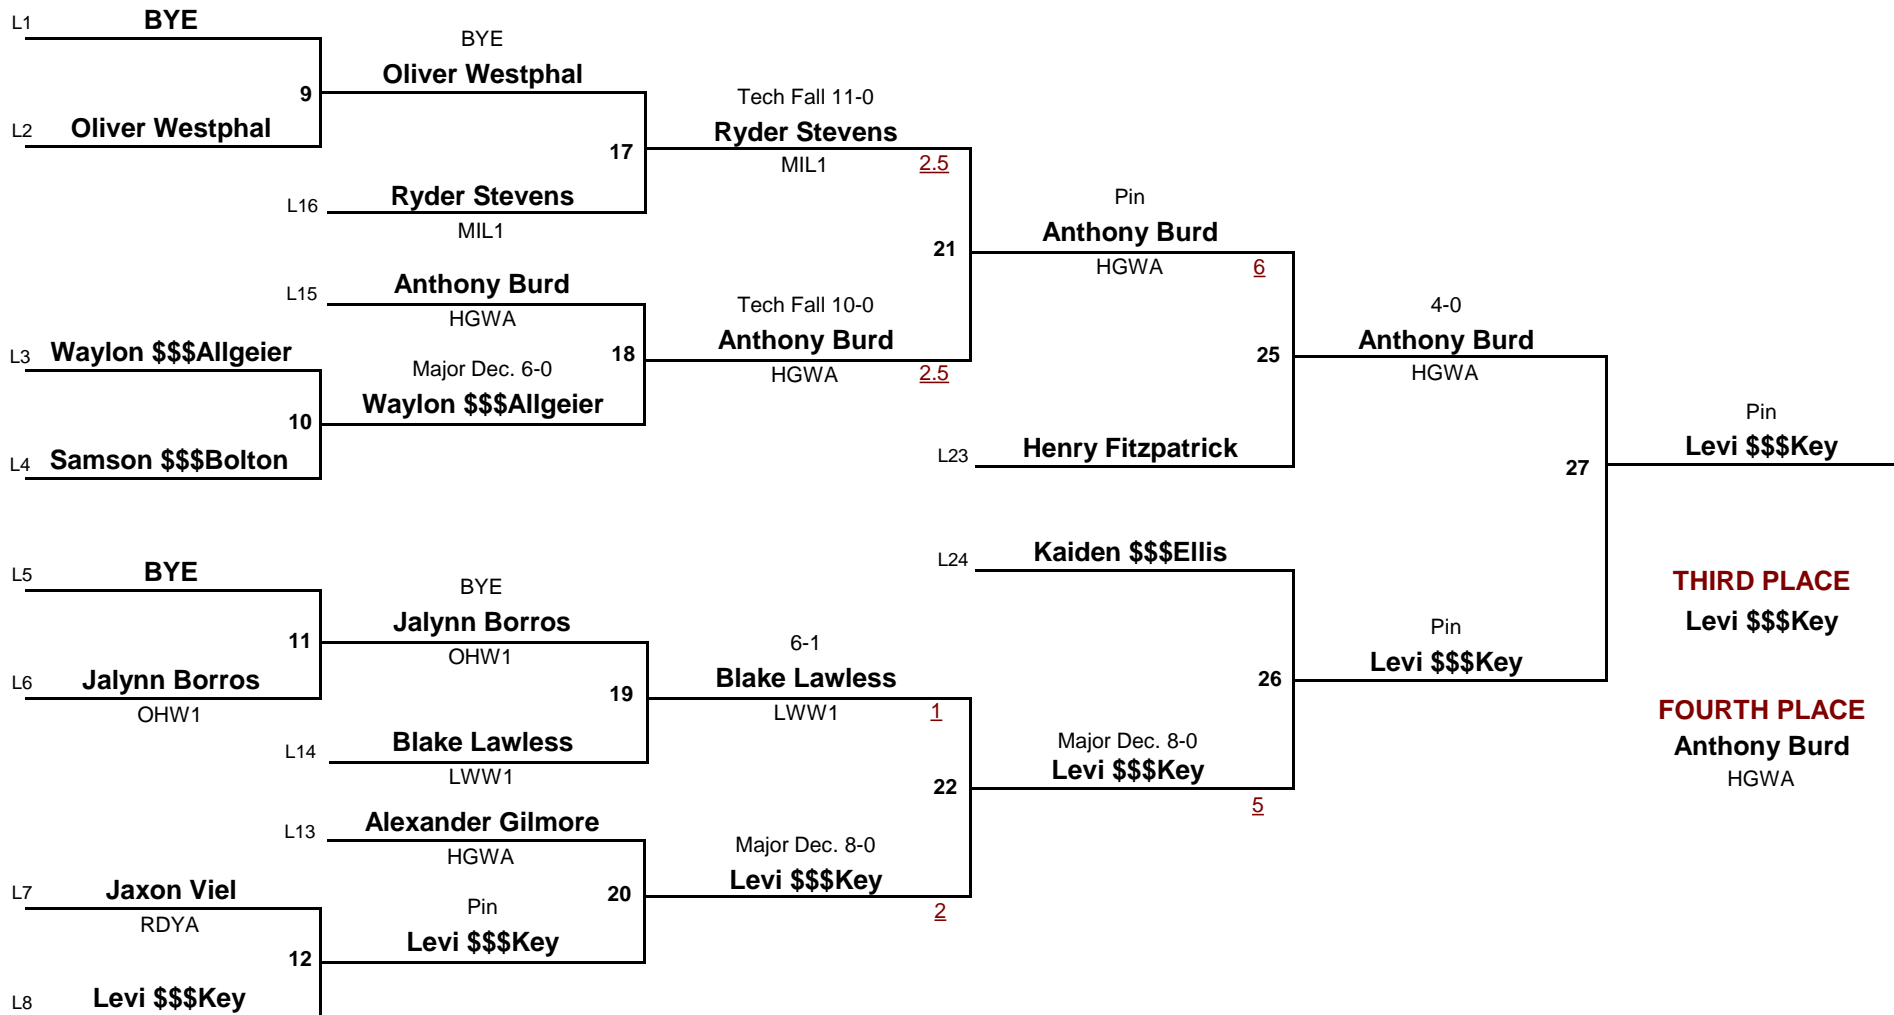 L1 BYE
BYE
Oliver Westphal
9
L2 Oliver Westphal
Tech Fall 11-0
Ryder Stevens
MIL1 2.5
17
L16 Ryder Stevens
MIL1
Pin
Anthony Burd
HGWA 6
21
L15 Anthony Burd
HGWA
Tech Fall 10-0
Anthony Burd
HGWA 2.5
18
L3 Waylon $$$Allgeier
Major Dec. 6-0
Waylon $$$Allgeier
10
L4 Samson $$$Bolton
4-0
Anthony Burd
HGWA
25
L23 Henry Fitzpatrick
Pin
Levi $$$Key
27
L24 Kaiden $$$Ellis
L5 BYE
BYE
Jalynn Borros
OHW1
11
L6 Jalynn Borros
OHW1
6-1
Blake Lawless
LWW1 1
19
L14 Blake Lawless
LWW1
Pin
Levi $$$Key
26
Major Dec. 8-0
Levi $$$Key
5
22
L13 Alexander Gilmore
HGWA
Major Dec. 8-0
Levi $$$Key
2
20
L7 Jaxon Viel
RDYA
Pin
Levi $$$Key
12
L8 Levi $$$Key
THIRD PLACE
Levi $$$Key
FOURTH PLACE
Anthony Burd
HGWA